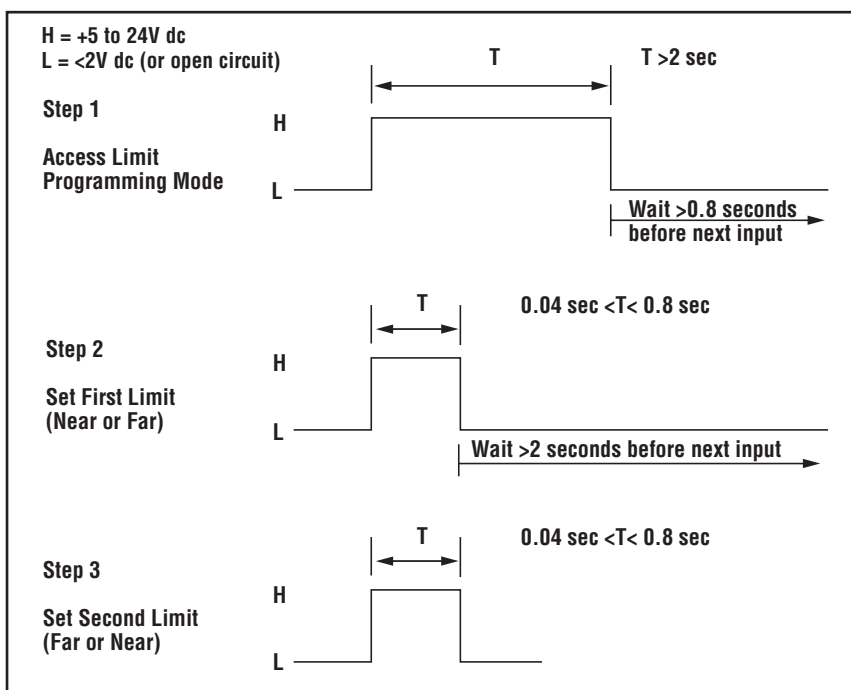 H = +5 to 24V dc
L = <2V dc (or open circuit)
T
T >2 sec
Step 1
H
Access Limit
Programming Mode
L
Wait >0.8 seconds
before next input
T
0.04 sec <T< 0.8 sec
Step 2
H
Set First Limit
(Near or Far)
L
Wait >2 seconds before next input
T
0.04 sec <T< 0.8 sec
Step 3
H
Set Second Limit
(Far or Near)
L